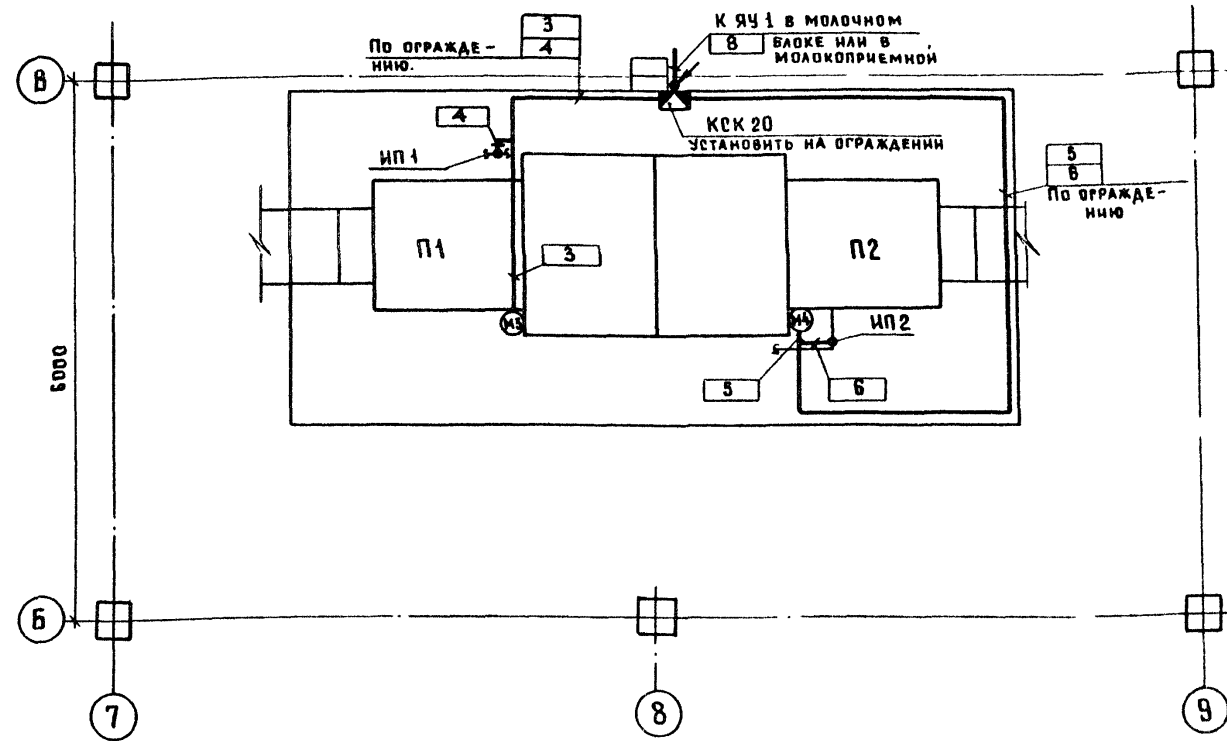 3
4
По огражде-
нию.
К ЯУ 1 в молочном
8 блоке или в
молокоприемной
В
4
КСК 20
установить на ограждении
ИП 1
5
6
По огражде-
нию
П1
3
П2
М3
М4
ИП 2
5
6
6000
Б
7
8
9